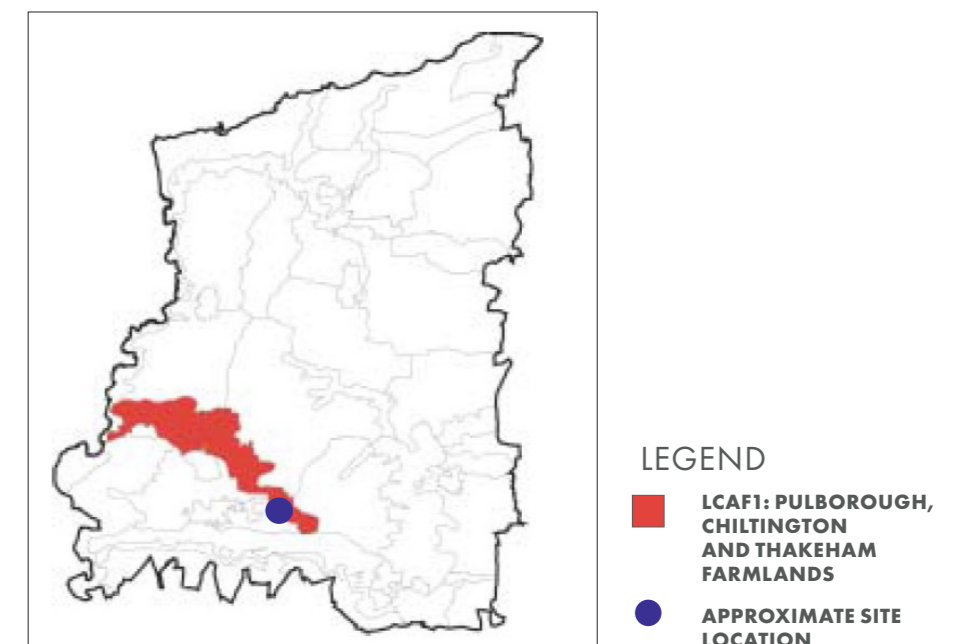 LEGEND
LCAF1: PULBOROUGH,
CHILTINGTON
AND THAKEHAM
FARMLANDS
APPROXIMATE SITE
LOCATION